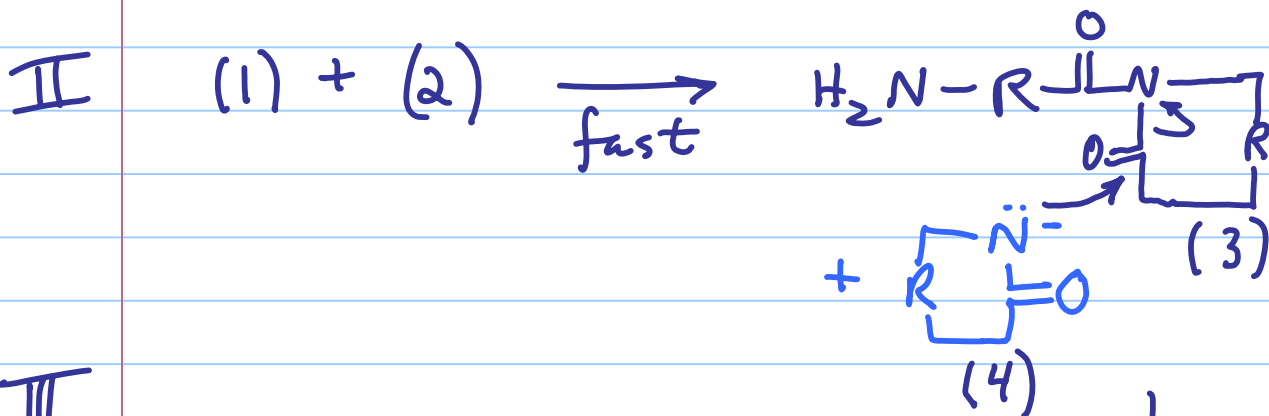 O
II (1) + (2) → H2N—R N
fast
O= R
N̈ −
(3)
+ R =O
(4)
III